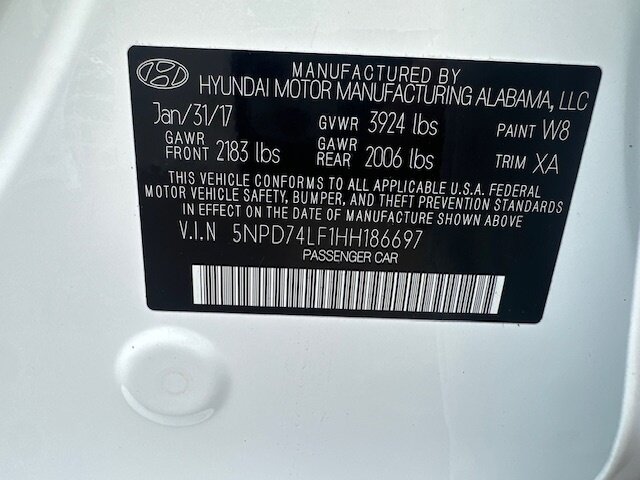 MANUFACTURED BY
HYUNDAI MOTOR MANUFACTURING ALABAMA, LLC
Jan/31/17 GVWR 3924 lbs PAINT W8
GAWR FRONT 2183 lbs GAWR REAR 2006 lbs TRIM XA
THIS VEHICLE CONFORMS TO ALL APPLICABLE U.S.A. FEDERAL
MOTOR VEHICLE SAFETY, BUMPER, AND THEFT PREVENTION STANDARDS
IN EFFECT ON THE DATE OF MANUFACTURE SHOWN ABOVE
V.I.N 5NPD74LF1HH186697
PASSENGER CAR